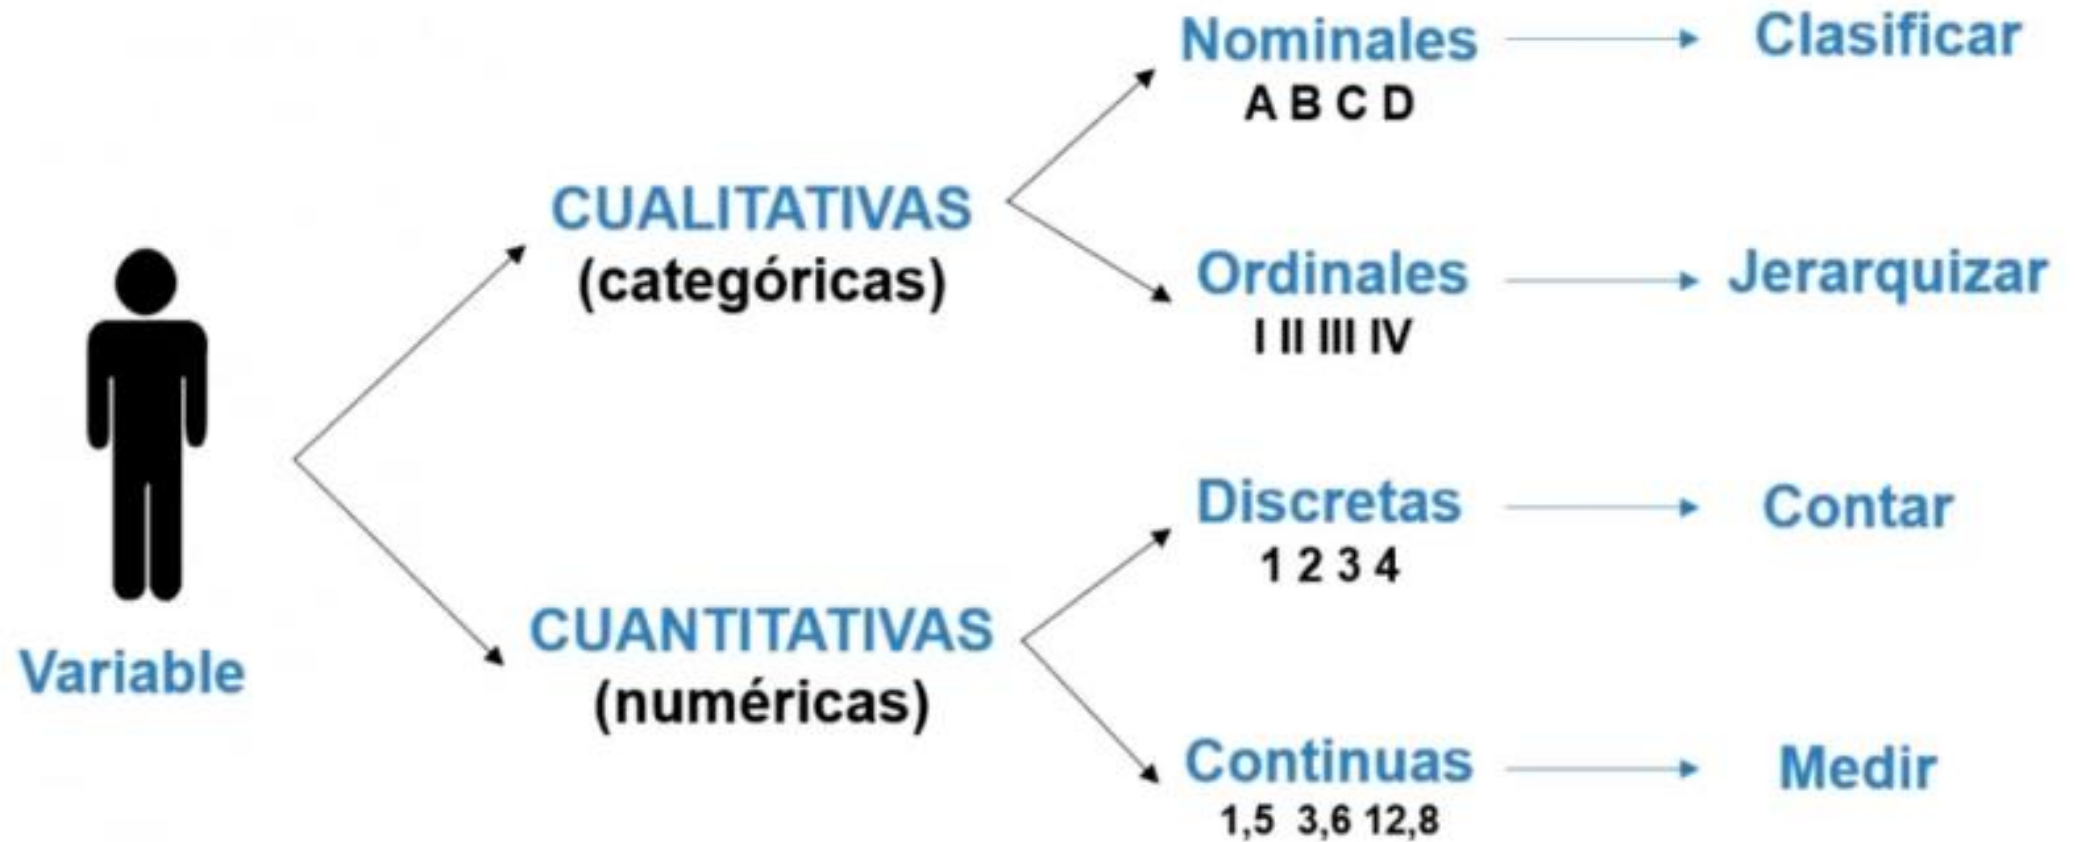 Variable
CUALITATIVAS
(categóricas)
Nominales
A B C D
Clasificar
Ordinales
I II III IV
Jerarquizar
CUANTITATIVAS
(numéricas)
Discretas
1 2 3 4
Contar
Continuas
1,5 3,6 12,8
Medir